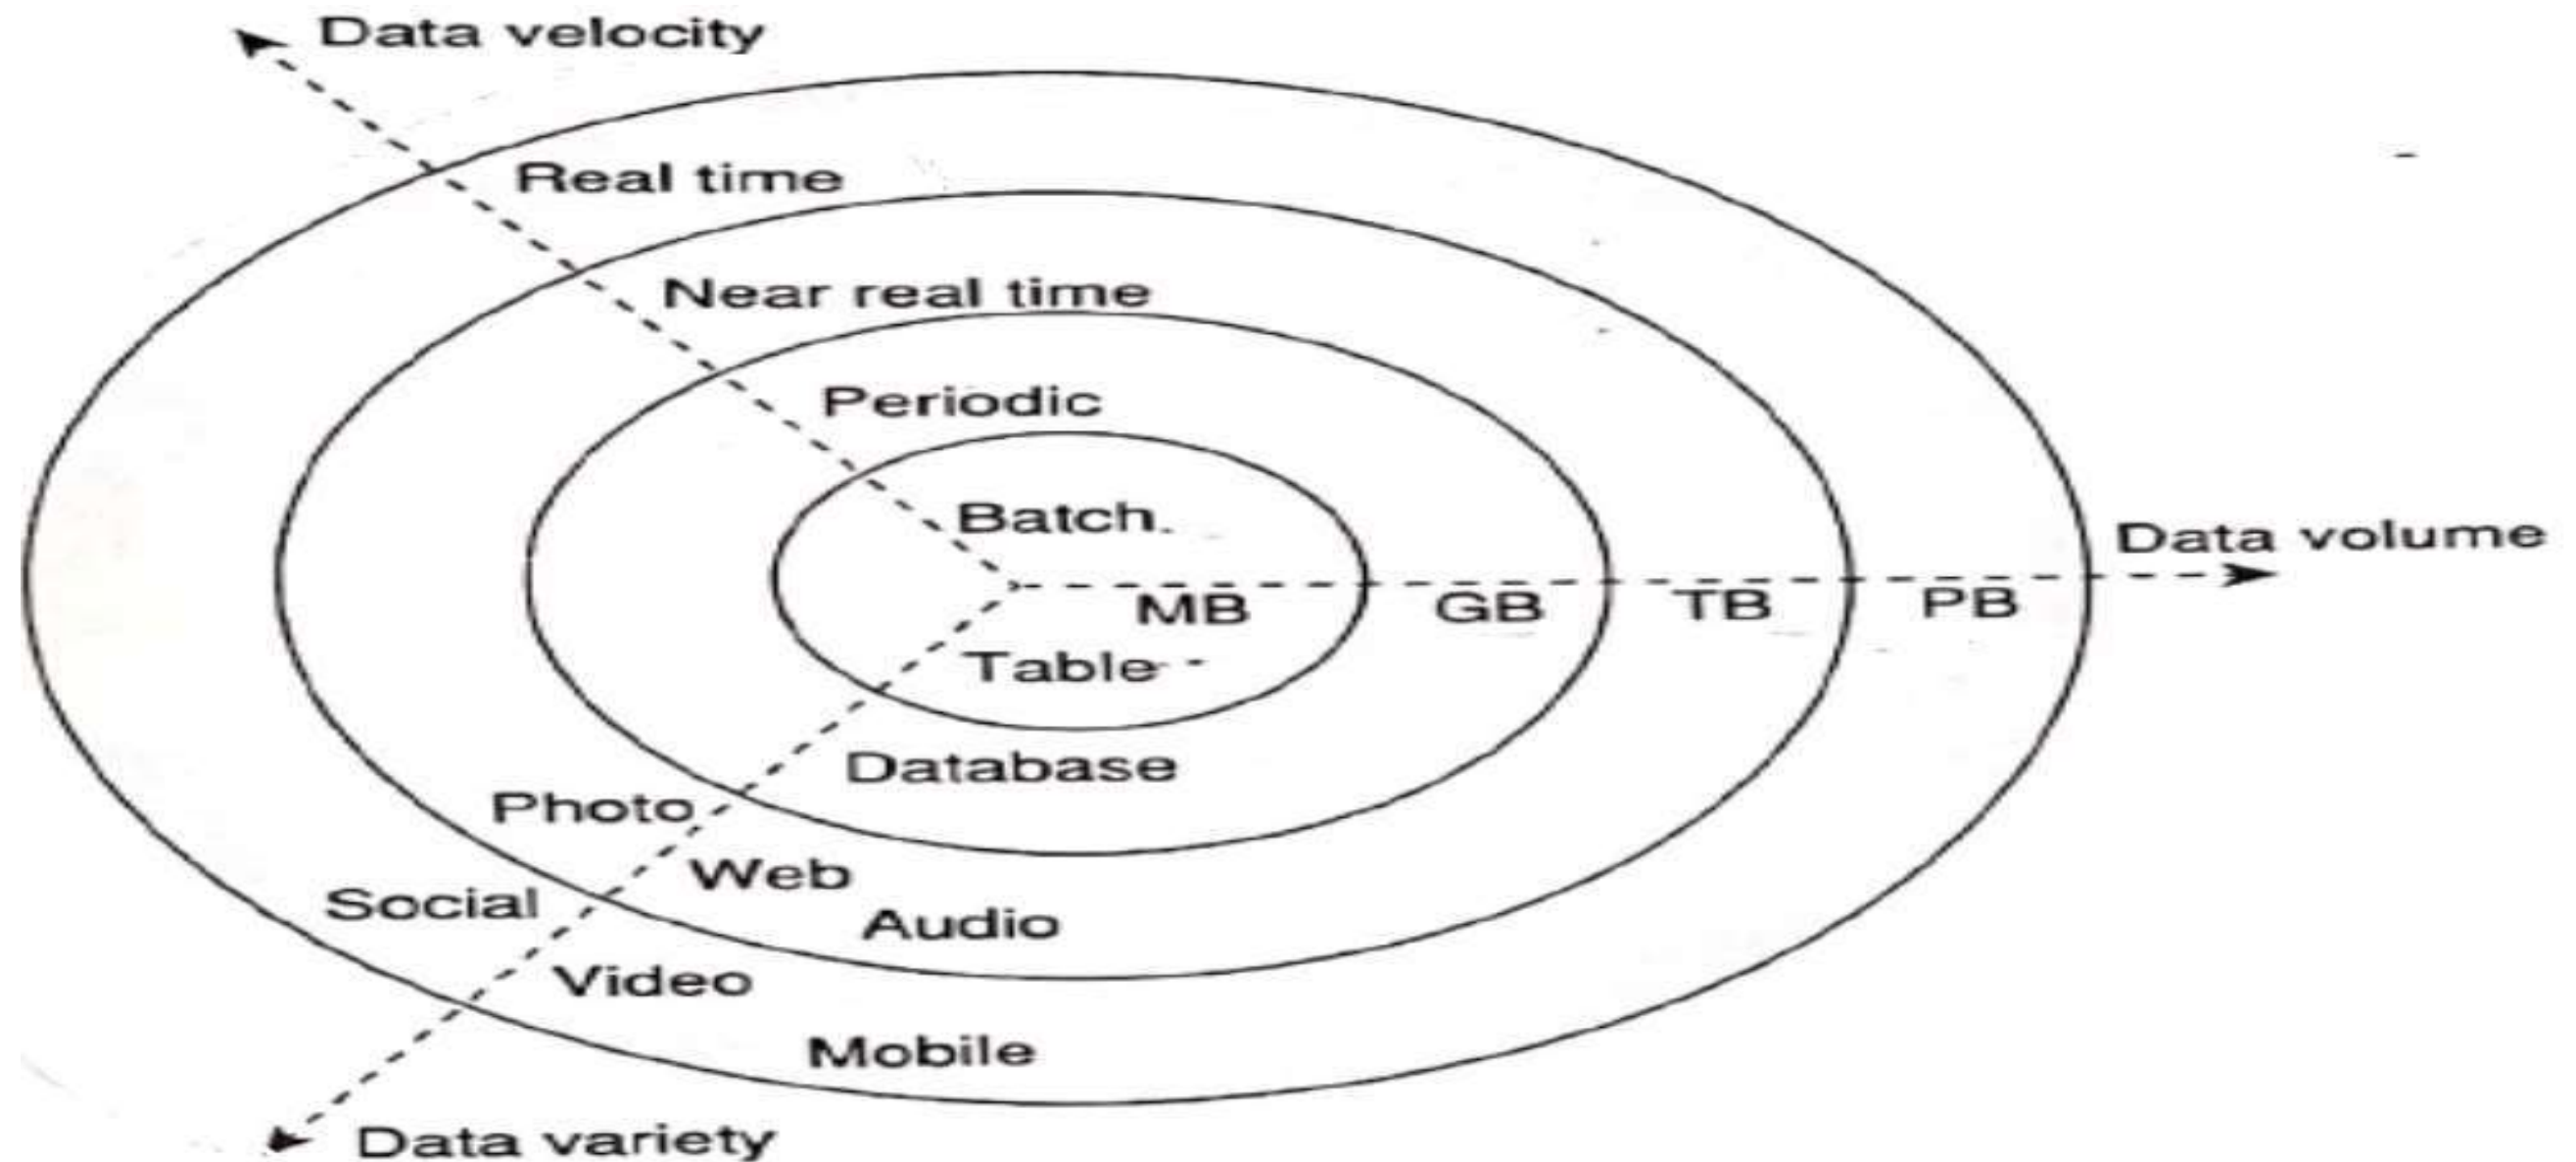 Data velocity
Real time
Near real time
Periodic
Batch
Data volume
MB GB TB PB
Table
Database
Photo
Web
Social
Audio
Video
Mobile
Data variety